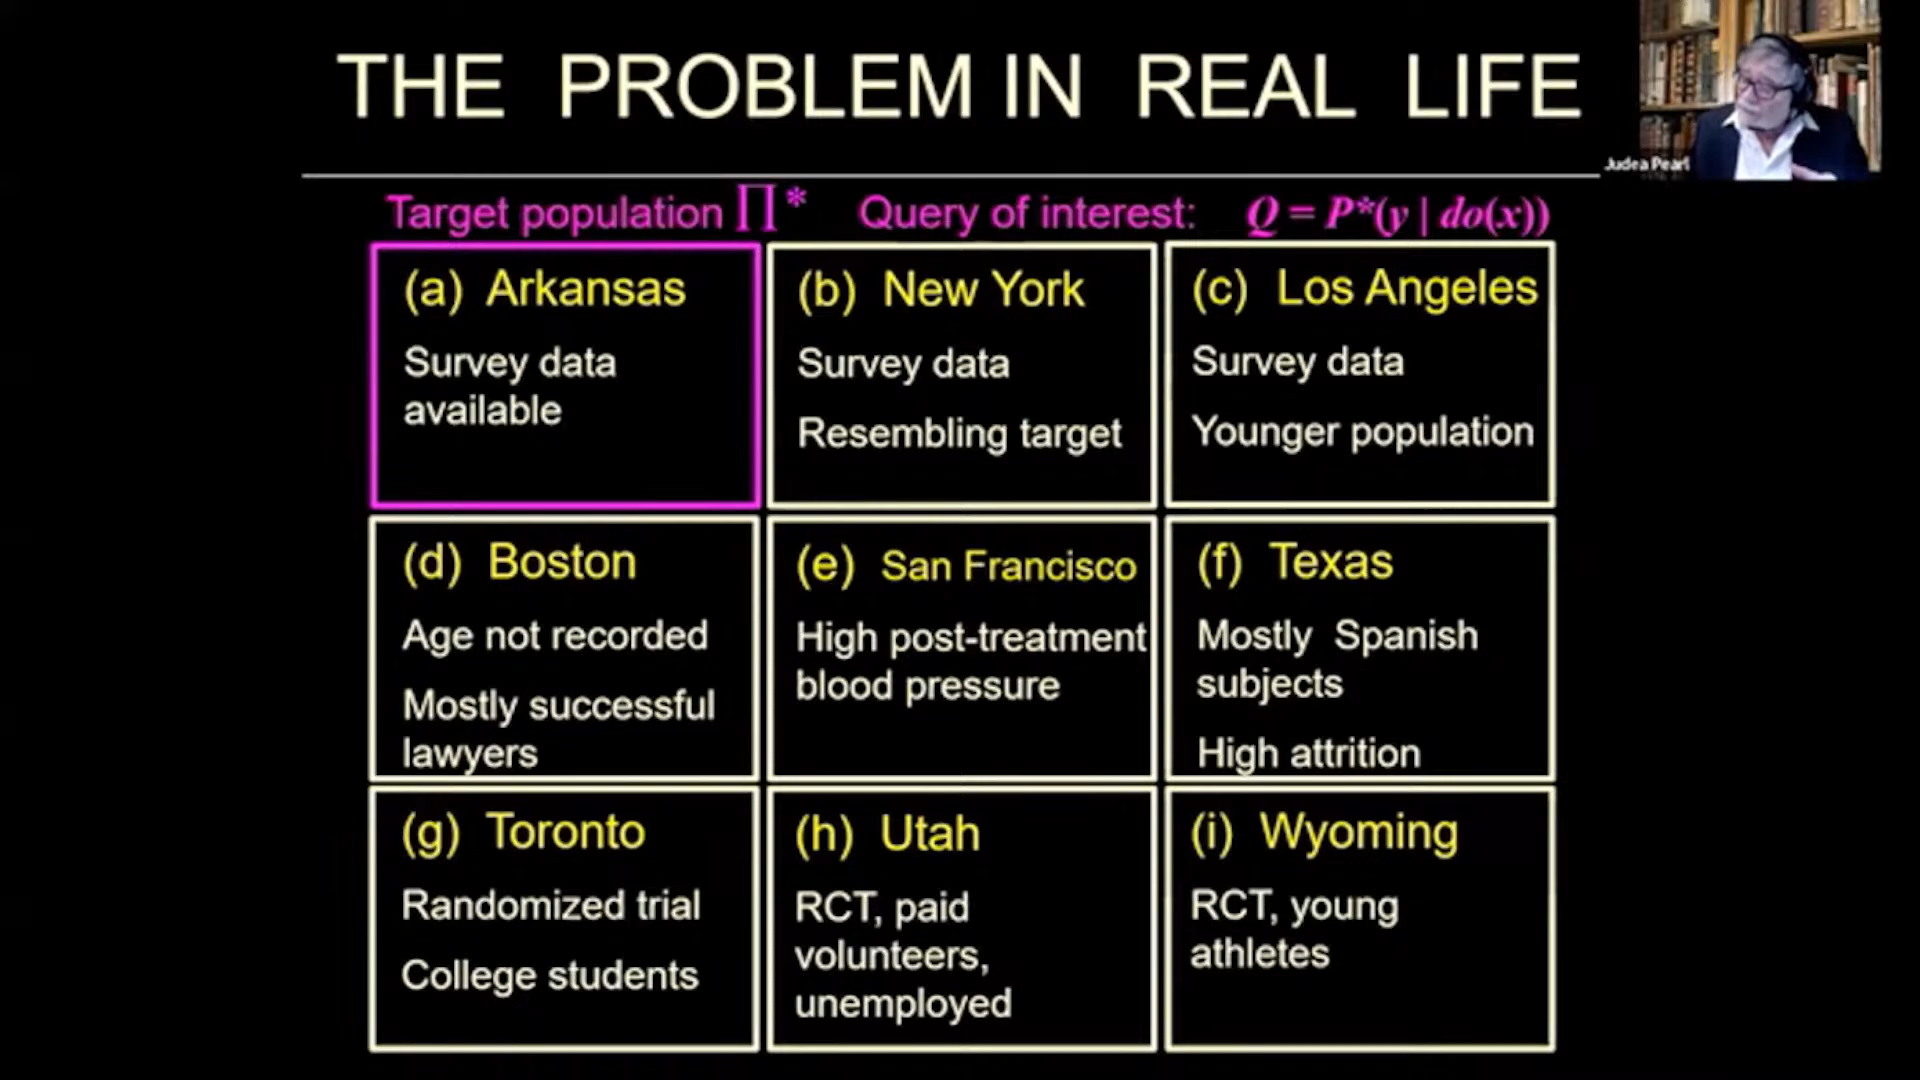 THE PROBLEM IN REAL LIFE
Judea Pearl
Target population ∏* Query of interest: Q = P*(y | do(x))
(a) Arkansas
Survey data
available
(b) New York
Survey data
Resembling target
(c) Los Angeles
Survey data
Younger population
(d) Boston
Age not recorded
Mostly successful
lawyers
(e) San Francisco
High post-treatment
blood pressure
(f) Texas
Mostly Spanish
subjects
High attrition
(g) Toronto
Randomized trial
College students
(h) Utah
RCT, paid
volunteers,
unemployed
(i) Wyoming
RCT, young
athletes